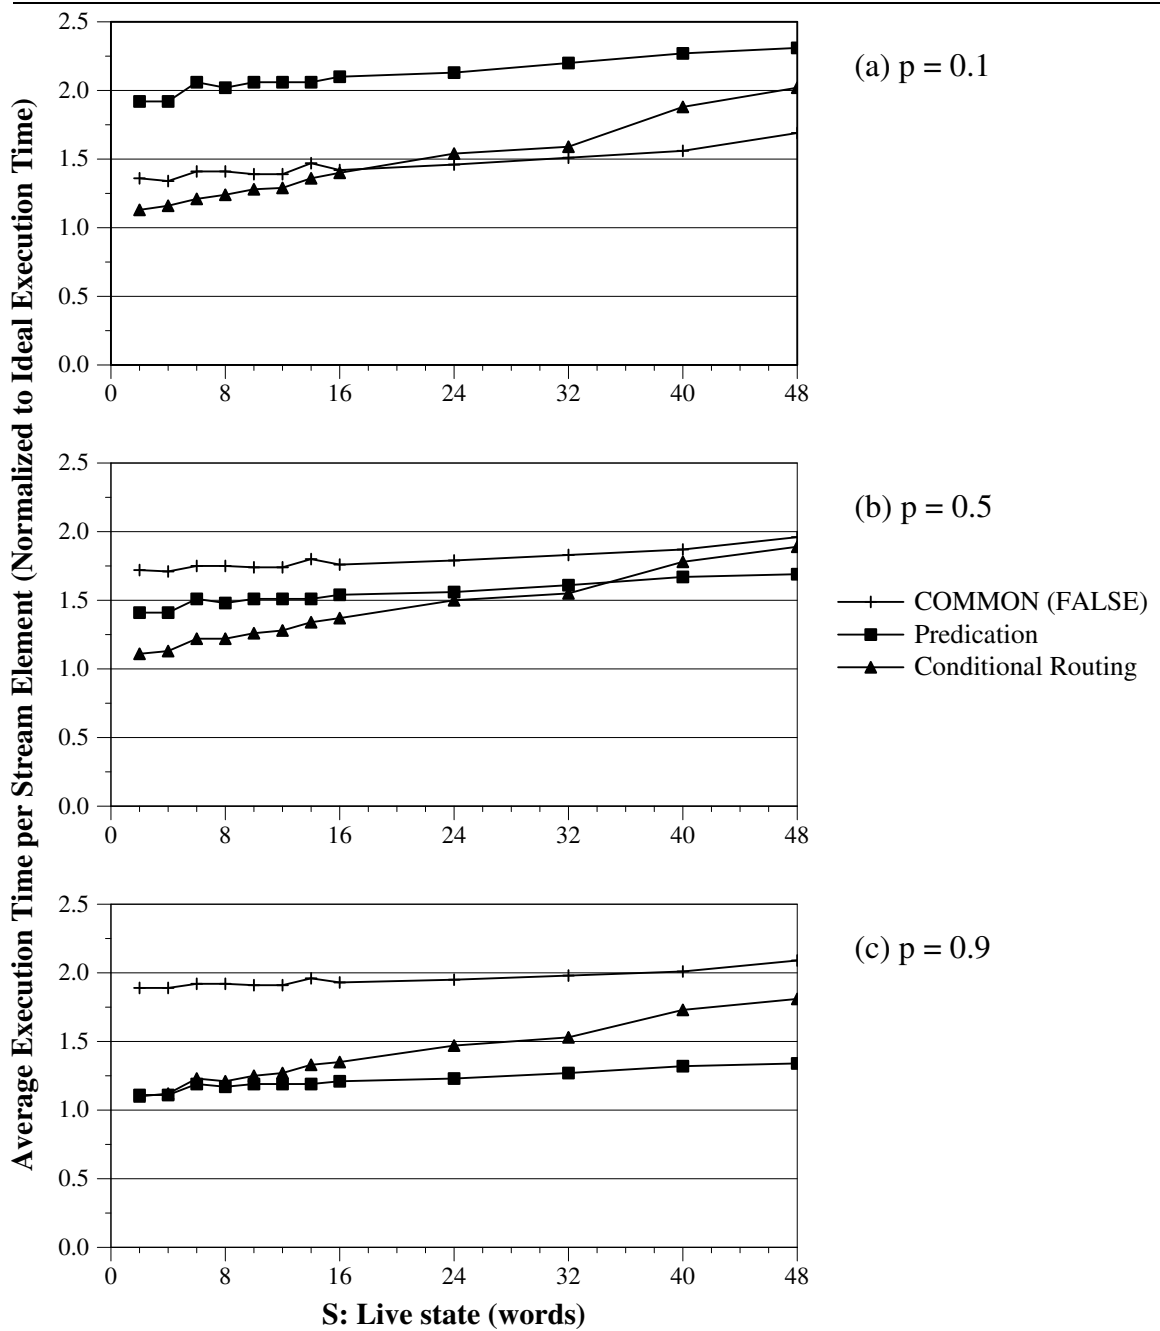 Average Execution Time per Stream Element (Normalized to Ideal Execution Time)
2.5
2.0
1.5
1.0
0.5
0.0
0 8 16 24 32 40 48
(a) p = 0.1
2.5
2.0
1.5
1.0
0.5
0.0
0 8 16 24 32 40 48
(b) p = 0.5
COMMON (FALSE)
Predication
Conditional Routing
2.5
2.0
1.5
1.0
0.5
0.0
0 8 16 24 32 40 48
(c) p = 0.9
S: Live state (words)